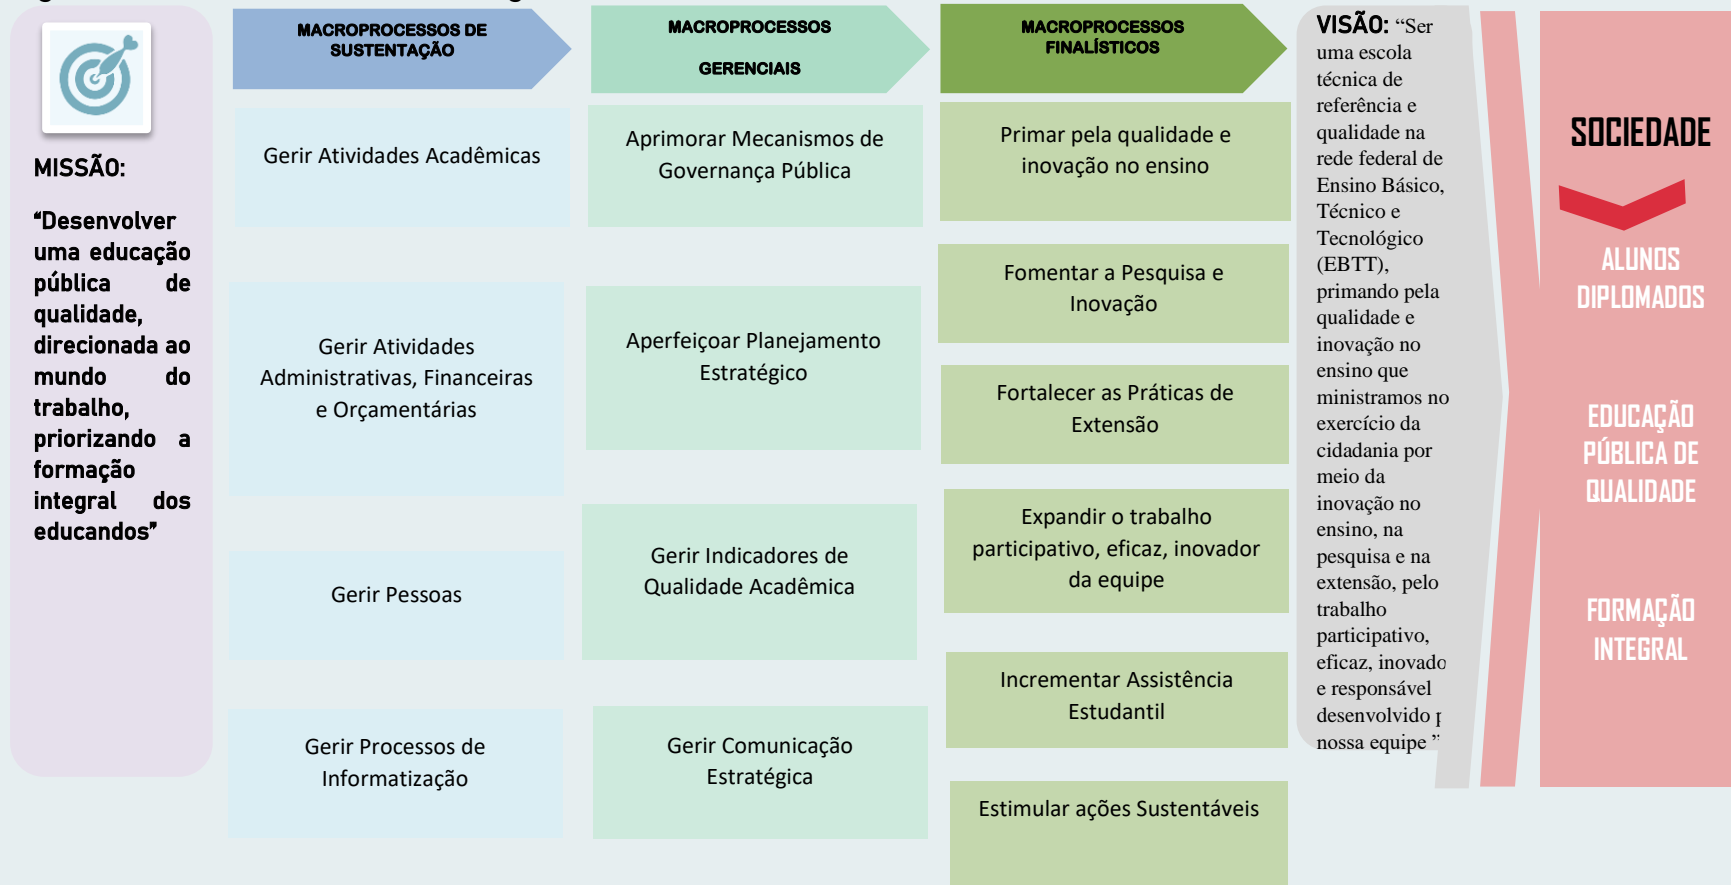 MISSÃO:
"Desenvolver
uma educação
pública de
qualidade,
direcionada ao
mundo do
trabalho,
priorizando a
formação
integral dos
educandos"
MACROPROCESSOS DE
SUSTENTAÇÃO
Gerir Atividades Acadêmicas
Gerir Atividades
Administrativas, Financeiras
e Orçamentárias
Gerir Pessoas
Gerir Processos de
Informatização
MACROPROCESSOS
GERENCIAIS
Aprimorar Mecanismos de
Governança Pública
Aperfeiçoar Planejamento
Estratégico
Gerir Indicadores de
Qualidade Acadêmica
Gerir Comunicação
Estratégica
MACROPROCESSOS
FINALÍSTICOS
Primar pela qualidade e
inovação no ensino
Fomentar a Pesquisa e
Inovação
Fortalecer as Práticas de
Extensão
Expandir o trabalho
participativo, eficaz, inovador
da equipe
Incrementar Assistência
Estudantil
Estimular ações Sustentáveis
VISÃO: “Ser
uma escola
técnica de
referência e
qualidade na
rede federal de
Ensino Básico,
Técnico e
Tecnológico
(EBTT),
primando pela
qualidade e
inovação no
ensino que
ministramos no
exercício da
cidadania por
meio da
inovação no
ensino, na
pesquisa e na
extensão, pelo
trabalho
participativo,
eficaz, inovado
e responsável
desenvolvido p
nossa equipe ”
SOCIEDADE
ALUNOS
DIPLOMADOS
EDUCAÇÃO
PÚBLICA DE
QUALIDADE
FORMAÇÃO
INTEGRAL